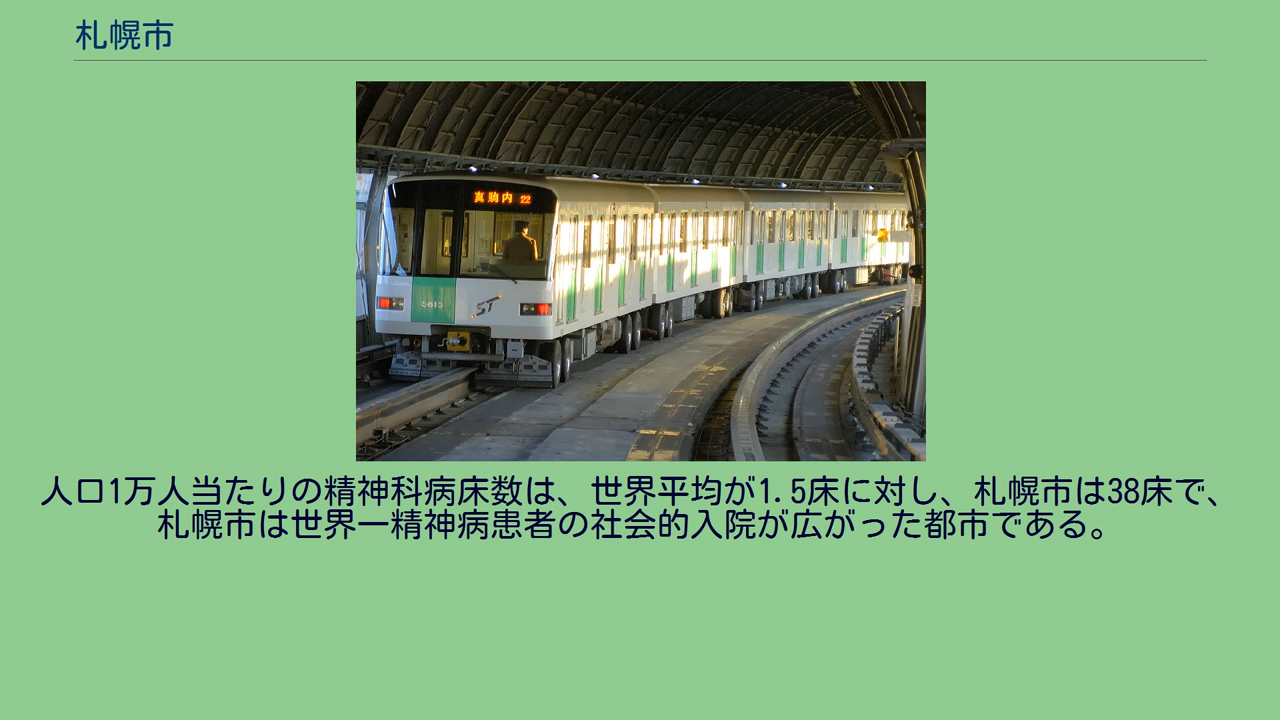 札幌市
真駒内 22
3615
ST
人口1万人当たりの精神科病床数は、世界平均が1.5床に対し、札幌市は38床で、
札幌市は世界一精神病患者の社会的入院が広がった都市である。